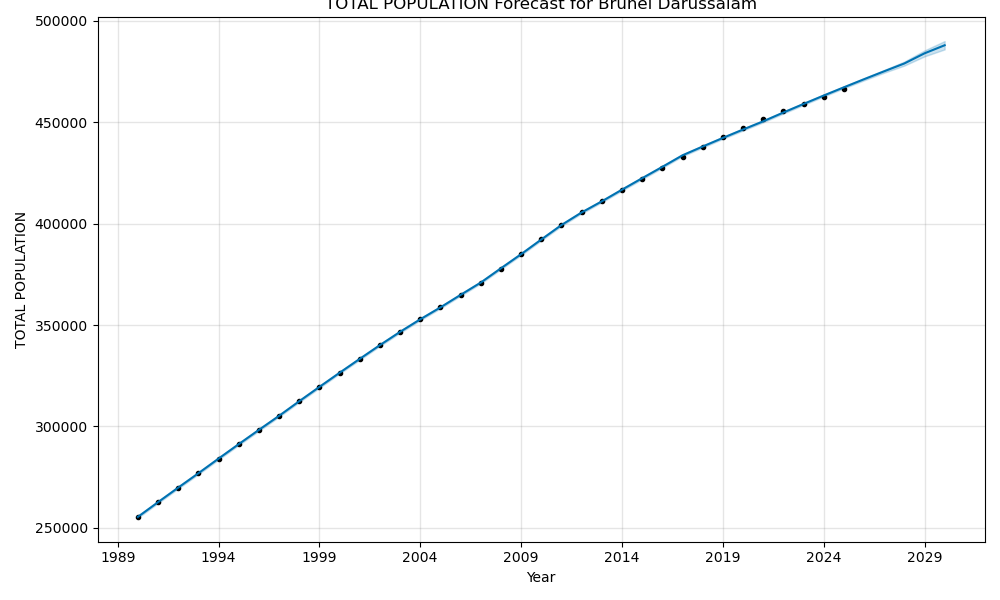 TOTAL POPULATION Forecast for Brunei Darussalam
500000
450000
400000
350000
300000
250000
TOTAL POPULATION
1989 1994 1999 2004 2009 2014 2019 2024 2029
Year